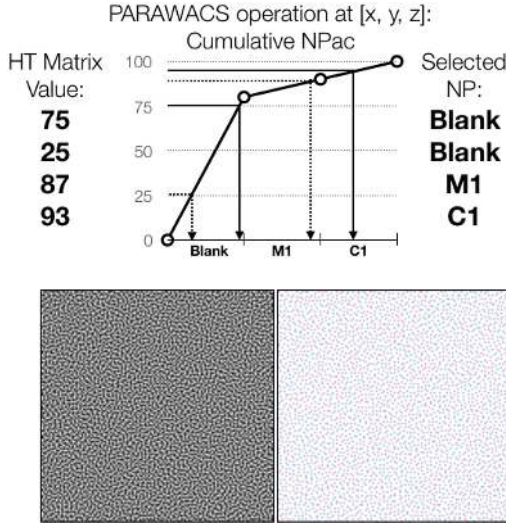 PARAWACS operation at [x, y, z]:
Cumulative NPac
HT Matrix
Value:
75
25
87
93
100
75
50
25
0
Blank
M1
C1
Selected
NP:
Blank
Blank
M1
C1